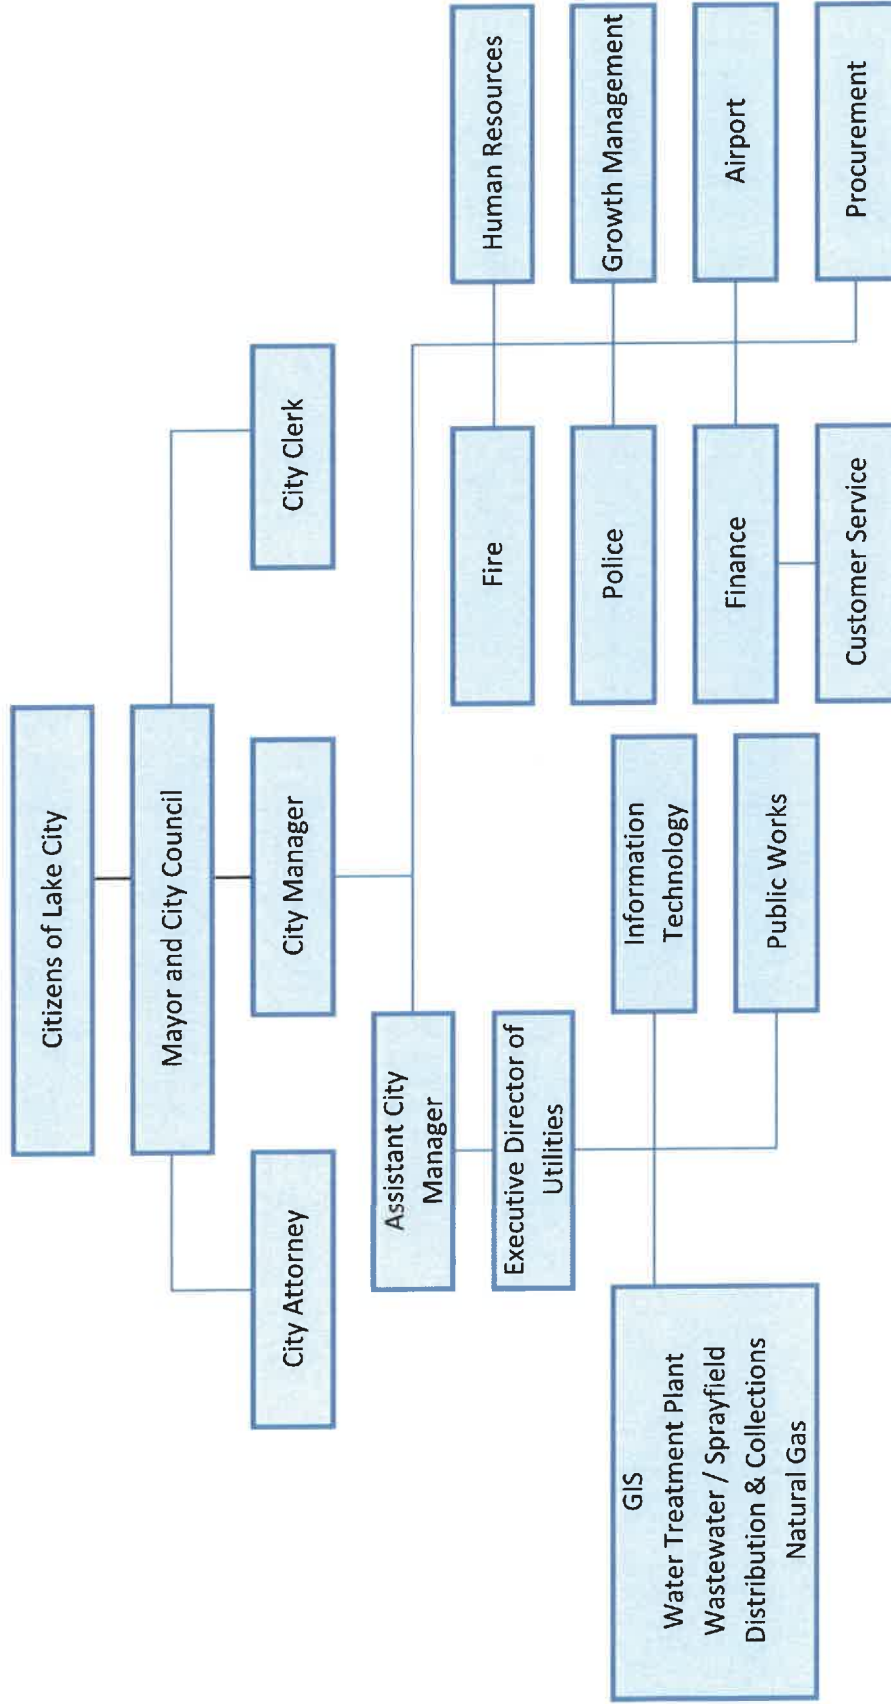 Citizens of Lake City
Mayor and City Council
City Attorney
City Manager
City Clerk
Assistant City
Manager
Executive Director of
Utilities
GIS
Water Treatment Plant
Wastewater / Sprayfield
Distribution & Collections
Natural Gas
Information
Technology
Public Works
Fire
Human Resources
Police
Growth Management
Finance
Airport
Customer Service
Procurement